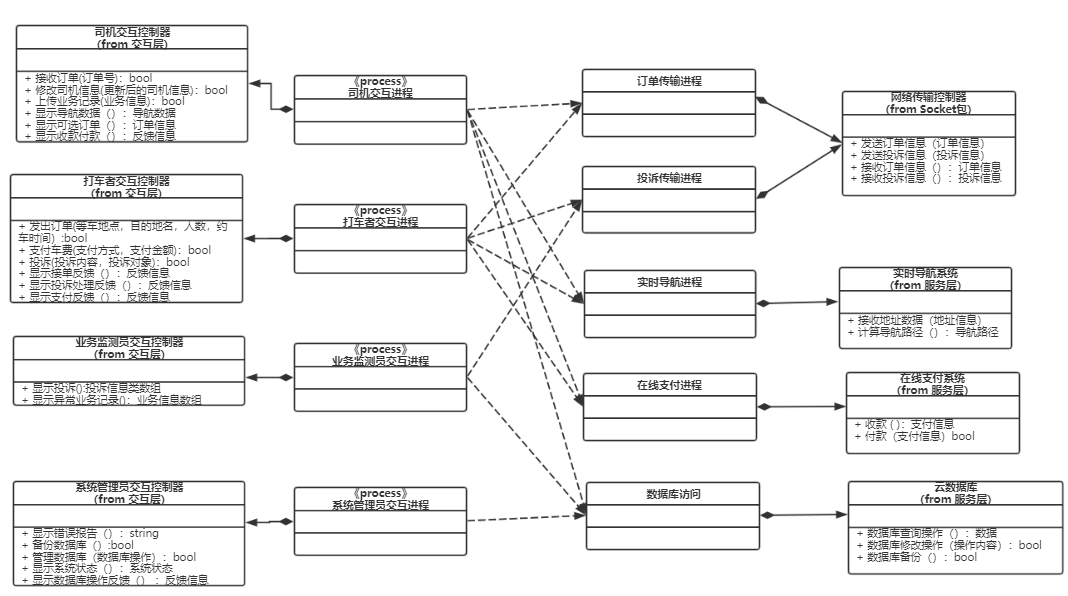 司机交互控制器
(from 交互层)
+ 接收订单(订单号)：bool
+ 修改司机信息(更新后的司机信息)：bool
+ 上传业务记录(业务信息)：bool
+ 显示导航数据（）：导航数据
+ 显示可选订单（）：订单信息
+ 显示收款付款（）：反馈信息
打车者交互控制器
(from 交互层)
+ 发出订单(等车地点，目的地名，人数，约
车时间）:bool
+ 支付车费(支付方式，支付金额)：bool
+ 投诉(投诉内容，投诉对象)：bool
+ 显示接单反馈（）：反馈信息
+ 显示投诉处理反馈（）：反馈信息
+ 显示支付反馈（）：反馈信息
业务监测员交互控制器
(from 交互层)
+ 显示投诉():投诉信息类数组
+ 显示异常业务记录()：业务信息数组
系统管理员交互控制器
(from 交互层)
+ 显示错误报告（）：string
+ 备份数据库（）:bool
+ 管理数据库（数据库操作）：bool
+ 显示系统状态（）：系统状态
+ 显示数据库操作反馈（）：反馈信息
《process》
司机交互进程
《process》
打车者交互进程
《process》
业务监测员交互进程
《process》
系统管理员交互进程
订单传输进程
投诉传输进程
实时导航进程
在线支付进程
数据库访问
网络传输控制器
(from Socket包)
+ 发送订单信息（订单信息）
+ 发送投诉信息（投诉信息）
+ 接收订单信息（）：订单信息
+ 接收投诉信息（）：投诉信息
实时导航系统
(from 服务层)
+ 接收地址数据（地址信息）
+ 计算导航路径（）：导航路径
在线支付系统
(from 服务层)
+ 收款 ( )：支付信息
+ 付款（支付信息）bool
云数据库
(from 服务层)
+ 数据库查询操作（）：数据
+ 数据库修改操作（操作内容）：bool
+ 数据库备份（）：bool